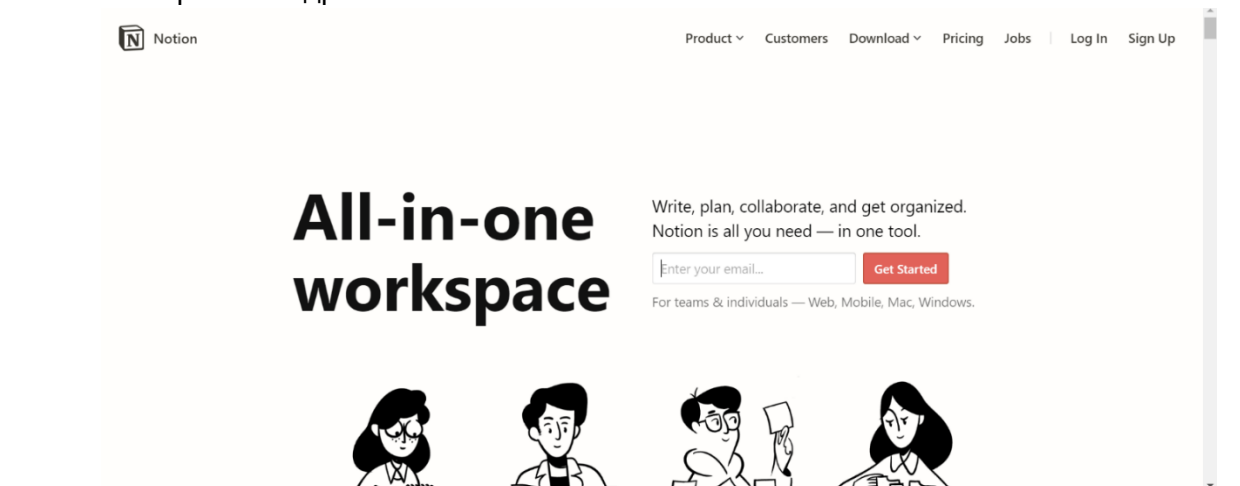 Notion
Product Customers Download Pricing Jobs Log In Sign Up
All-in-one
workspace
Write, plan, collaborate, and get organized.
Notion is all you need — in one tool.
Enter your email...
Get Started
For teams & individuals — Web, Mobile, Mac, Windows.